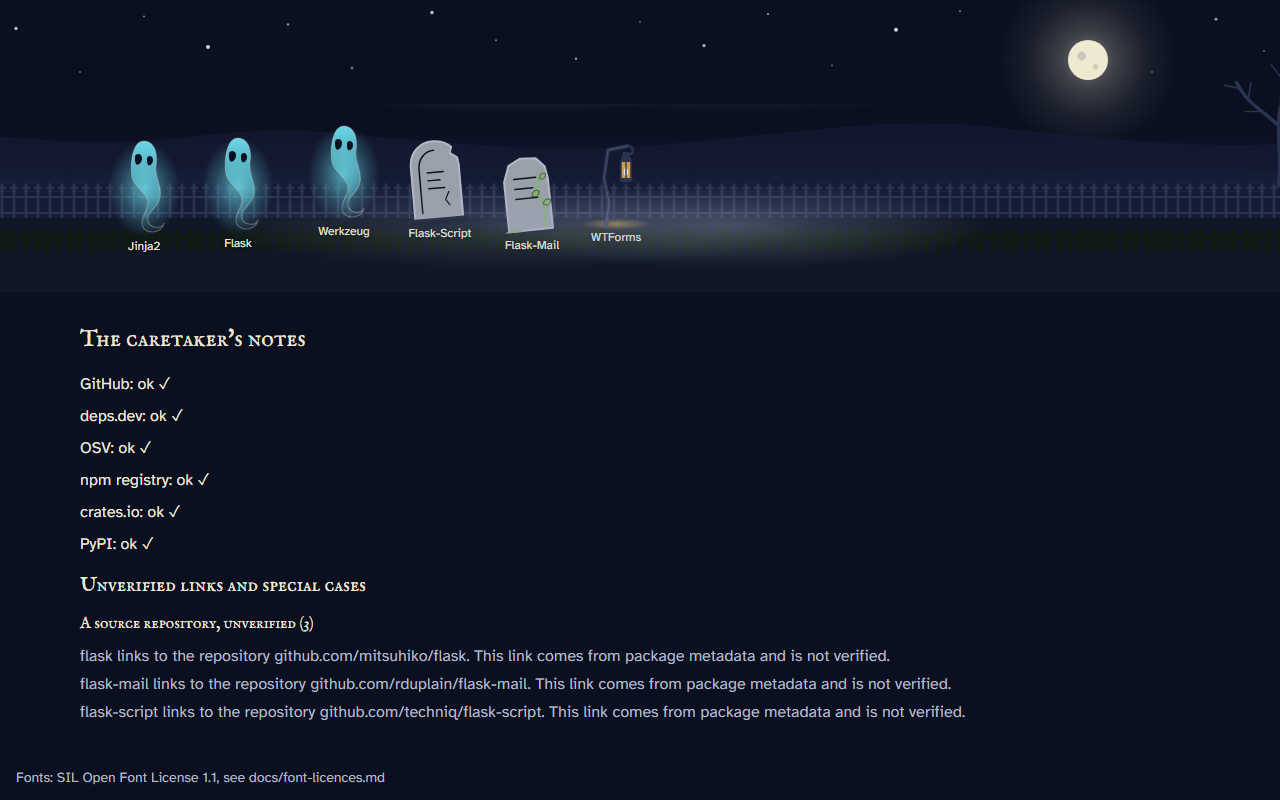 Jinja2
Flask
Werkzeug
Flask-Script
Flask-Mail
WTForms
The caretaker's notes
GitHub: ok ✓
deps.dev: ok ✓
OSV: ok ✓
npm registry: ok ✓
crates.io: ok ✓
PyPI: ok ✓
Unverified links and special cases
A source repository, unverified (3)
flask links to the repository github.com/mitsuhiko/flask. This link comes from package metadata and is not verified.
flask-mail links to the repository github.com/rduplain/flask-mail. This link comes from package metadata and is not verified.
flask-script links to the repository github.com/techniq/flask-script. This link comes from package metadata and is not verified.
Fonts: SIL Open Font License 1.1, see docs/font-licences.md